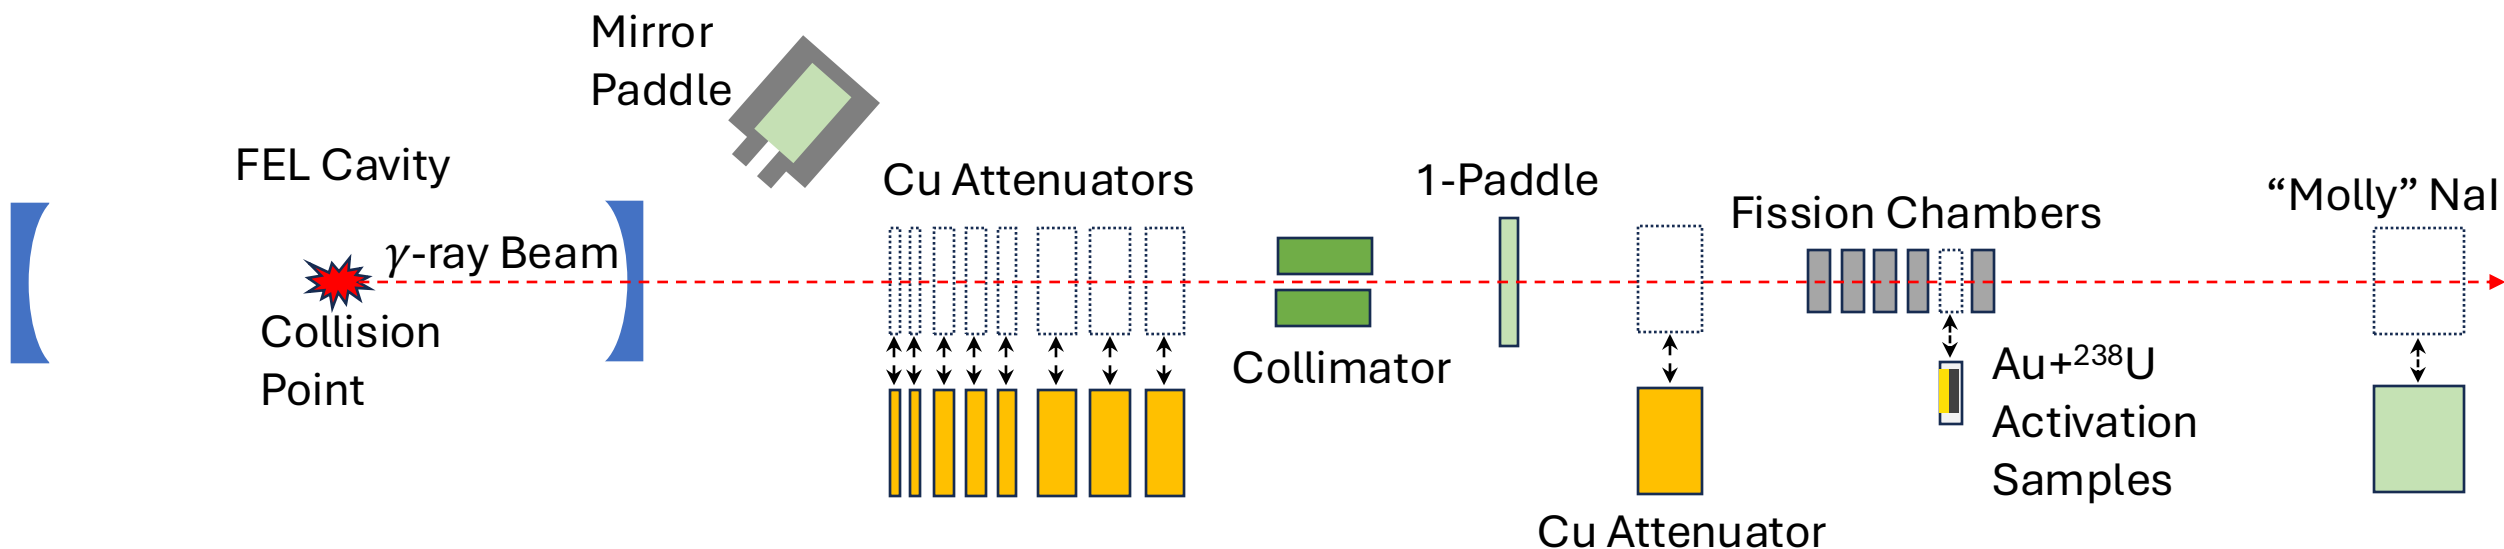 Mirror
Paddle
FEL Cavity
γ-ray Beam
Collision
Point
Cu Attenuators
Collimator
1-Paddle
Cu Attenuator
Fission Chambers
Au+²³⁸U
Activation
Samples
“Molly” NaI